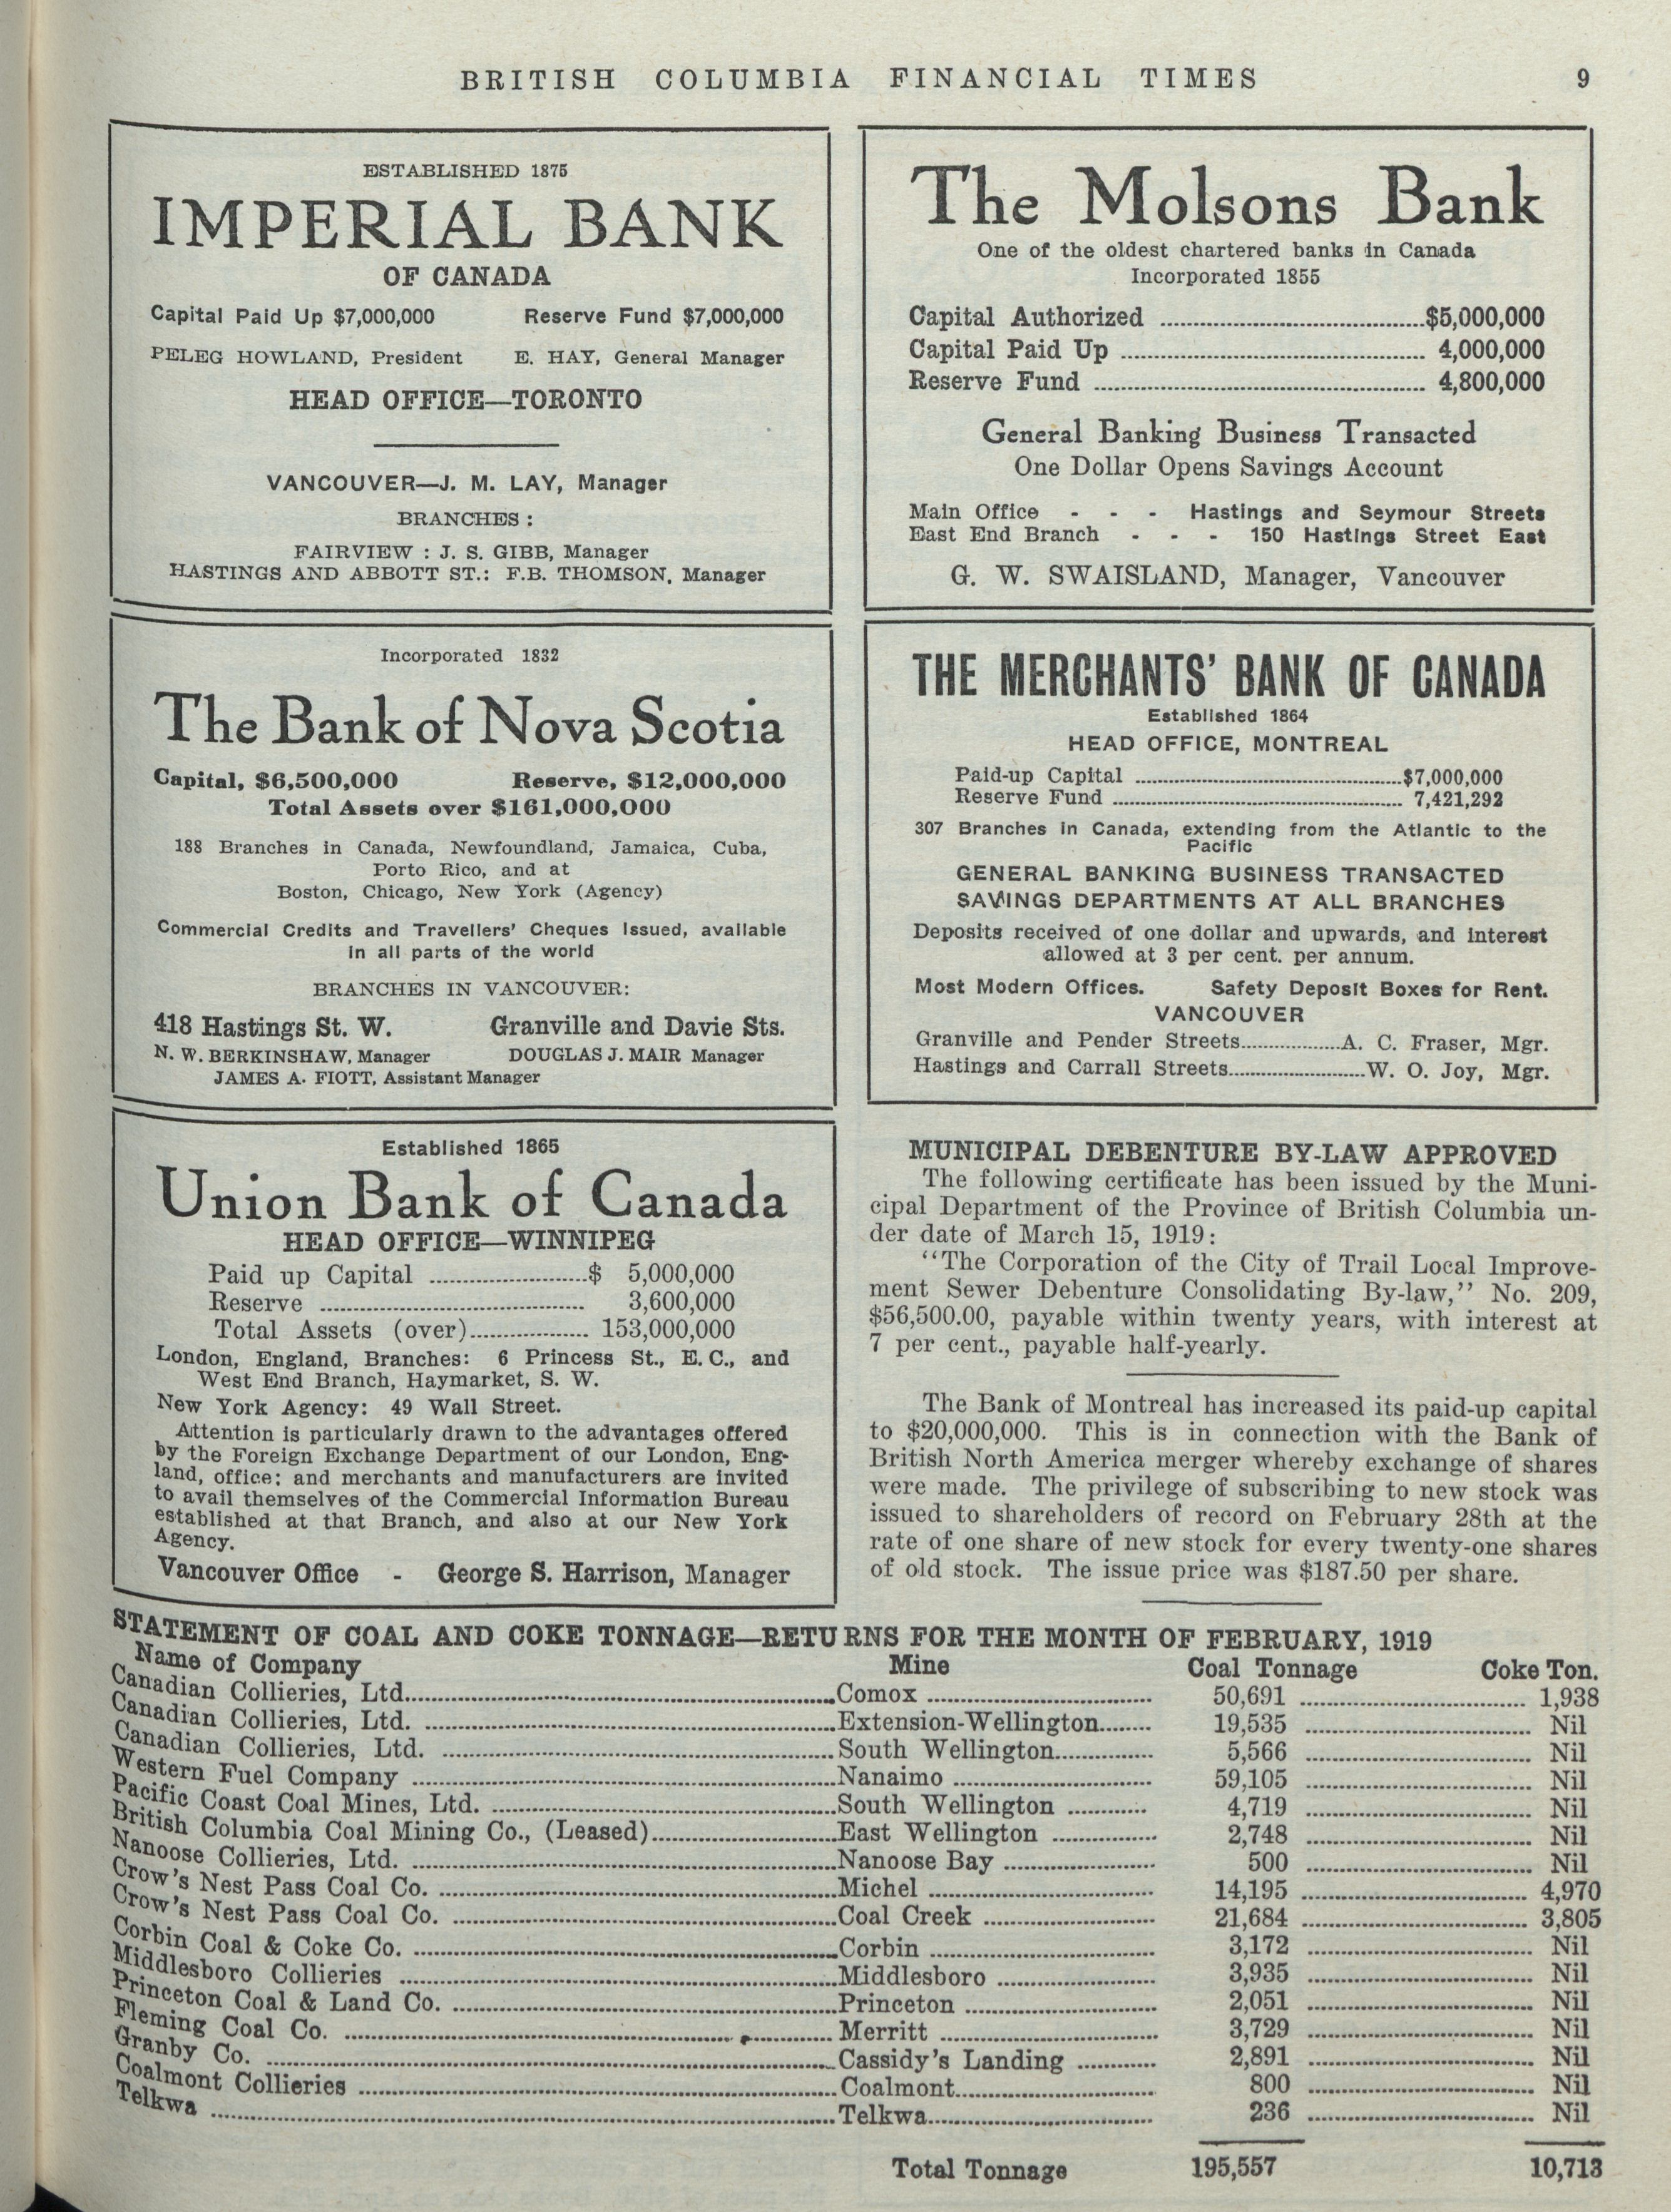 BRITISH COLUMBIA FINANCIAL TIMES 9
ESTABLISHED 1875
IMPERIAL BANK
OF CANADA
Capital Paid Up $7,000,000 Reserve Fund $7,000,000
PELEG HOWLAND, President E. HAY, General Manager
HEAD OFFICE—TORONTO
VANCOUVER—J. M. LAY, Manager
BRANCHES :
FAIRVIEW : J. S. GIBB, Manager
HASTINGS AND ABBOTT ST.: F.B. THOMSON, Manager
The Molsons Bank
One of the oldest chartered banks in Canada
Incorporated 1855
Capital Authorized ........ $5,000,000
Capital Paid Up ........ 4,000,000
Reserve Fund ........ 4,800,000
General Banking Business Transacted
One Dollar Opens Savings Account
Main Office - - - Hastings and Seymour Streets
East End Branch - - - 150 Hastings Street East
G. W. SWAISLAND, Manager, Vancouver
Incorporated 1832
The Bank of Nova Scotia
Capital, $6,500,000 Reserve, $12,000,000
Total Assets over $161,000,000
188 Branches in Canada, Newfoundland, Jamaica, Cuba,
Porto Rico, and at
Boston, Chicago, New York (Agency)
Commercial Credits and Travellers' Cheques Issued, available
in all parts of the world
BRANCHES IN VANCOUVER:
418 Hastings St. W. Granville and Davie Sts.
N. W. BERKINSHAW, Manager DOUGLAS J. MAIR Manager
JAMES A. FIOTT, Assistant Manager
THE MERCHANTS' BANK OF CANADA
Established 1864
HEAD OFFICE, MONTREAL
Paid-up Capital ........ $7,000,000
Reserve Fund ........ 7,421,292
307 Branches in Canada, extending from the Atlantic to the
Pacific
GENERAL BANKING BUSINESS TRANSACTED
SAVINGS DEPARTMENTS AT ALL BRANCHES
Deposits received of one dollar and upwards, and interest
allowed at 3 per cent. per annum.
Most Modern Offices. Safety Deposit Boxes for Rent.
VANCOUVER
Granville and Pender Streets........ A. C. Fraser, Mgr.
Hastings and Carrall Streets........ W. O. Joy, Mgr.
Established 1865
Union Bank of Canada
HEAD OFFICE—WINNIPEG
Paid up Capital ........ $ 5,000,000
Reserve ........ 3,600,000
Total Assets (over)........ 153,000,000
London, England, Branches: 6 Princess St., E. C., and
West End Branch, Haymarket, S. W.
New York Agency: 49 Wall Street.
Attention is particularly drawn to the advantages offered
by the Foreign Exchange Department of our London, Eng-
land, office; and merchants and manufacturers are invited
to avail themselves of the Commercial Information Bureau
established at that Branch, and also at our New York
Agency.
Vancouver Office - George S. Harrison, Manager
MUNICIPAL DEBENTURE BY-LAW APPROVED
The following certificate has been issued by the Muni-
cipal Department of the Province of British Columbia un-
der date of March 15, 1919:
"The Corporation of the City of Trail Local Improve-
ment Sewer Debenture Consolidating By-law," No. 209,
$56,500.00, payable within twenty years, with interest at
7 per cent., payable half-yearly.
The Bank of Montreal has increased its paid-up capital
to $20,000,000. This is in connection with the Bank of
British North America merger whereby exchange of shares
were made. The privilege of subscribing to new stock was
issued to shareholders of record on February 28th at the
rate of one share of new stock for every twenty-one shares
of old stock. The issue price was $187.50 per share.
STATEMENT OF COAL AND COKE TONNAGE—RETURNS FOR THE MONTH OF FEBRUARY, 1919
Name of Company Mine Coal Tonnage Coke Ton.
Canadian Collieries, Ltd........ Comox ........ 50,691 ........ 1,938
Canadian Collieries, Ltd. ........ Extension-Wellington........ 19,535 ........ Nil
Canadian Collieries, Ltd. ........ South Wellington........ 5,566 ........ Nil
Western Fuel Company ........ Nanaimo ........ 59,105 ........ Nil
Pacific Coast Coal Mines, Ltd. ........ South Wellington ........ 4,719 ........ Nil
British Columbia Coal Mining Co., (Leased)........ East Wellington ........ 2,748 ........ Nil
Nanoose Collieries, Ltd. ........ Nanoose Bay ........ 500 ........ Nil
Crow's Nest Pass Coal Co. ........ Michel ........ 14,195 ........ 4,970
Crow's Nest Pass Coal Co. ........ Coal Creek ........ 21,684 ........ 3,805
Corbin Coal & Coke Co. ........ Corbin ........ 3,172 ........ Nil
Middlesboro Collieries ........ Middlesboro ........ 3,935 ........ Nil
Princeton Coal & Land Co. ........ Princeton ........ 2,051 ........ Nil
Fleming Coal Co. ........ Merritt ........ 3,729 ........ Nil
Granby Co. ........ Cassidy's Landing ........ 2,891 ........ Nil
Coalmont Collieries ........ Coalmont........ 800 ........ Nil
Telkwa ........ Telkwa........ 236 ........ Nil
Total Tonnage 195,557 10,713